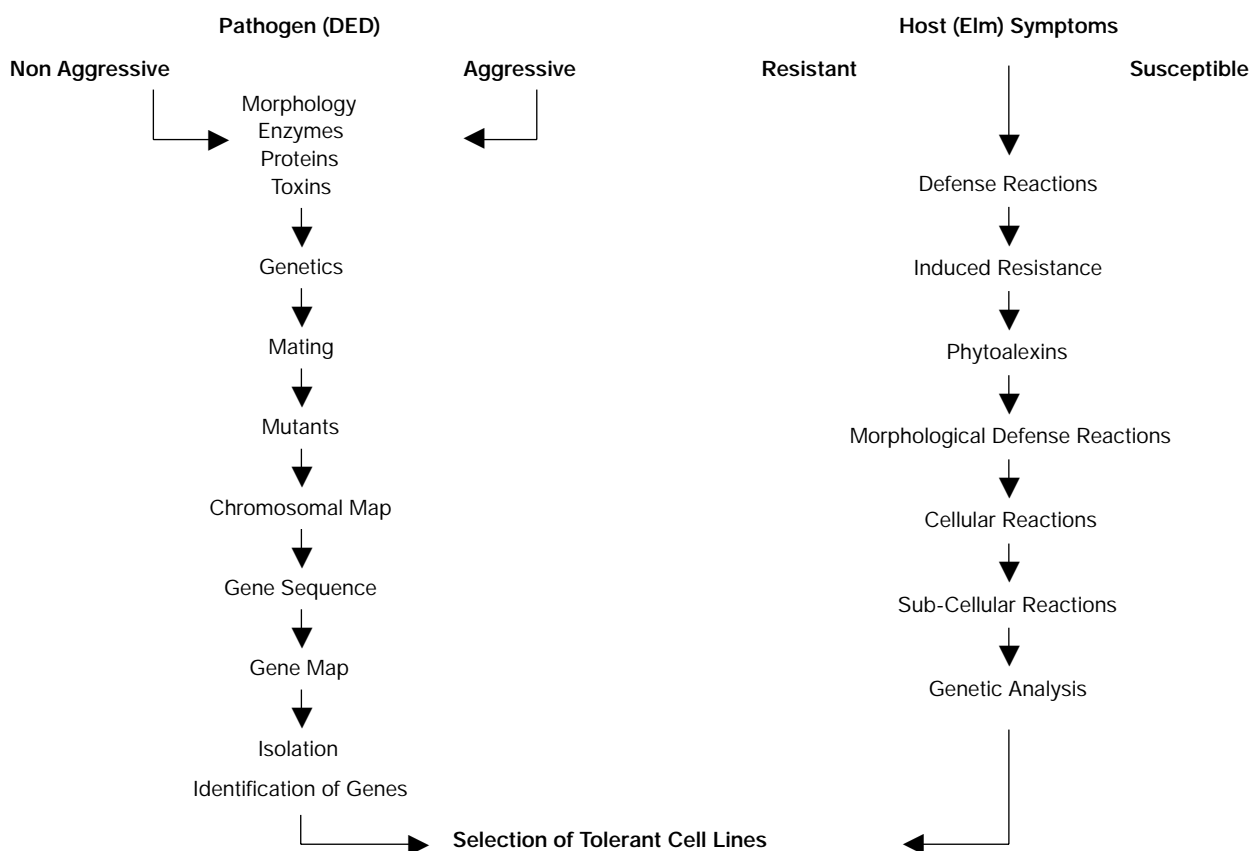 Pathogen (DED)
Non Aggressive
Aggressive
Morphology
Enzymes
Proteins
Toxins
Genetics
Mating
Mutants
Chromosomal Map
Gene Sequence
Gene Map
Isolation
Identification of Genes
Host (Elm) Symptoms
Resistant
Susceptible
Defense Reactions
Induced Resistance
Phytoalexins
Morphological Defense Reactions
Cellular Reactions
Sub-Cellular Reactions
Genetic Analysis
Selection of Tolerant Cell Lines